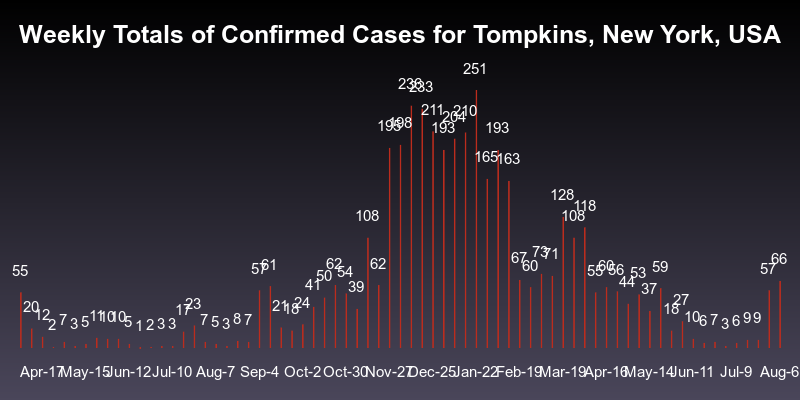 Weekly Totals of Confirmed Cases for Tompkins, New York, USA
55 20 12 2 7 3 5 11 10 10 5 1 2 3 3 17 23 7 5 3 8 7 57 61 21 18 24 41 50 62 54 39 108 62 195 198 236 233 211 193 204 210 251 165 193 163 67 60 73 71 128 108 118 55 60 56 44 53 37 59 18 27 10 6 7 3 6 9 9 57 66
Apr-17 May-15 Jun-12 Jul-10 Aug-7 Sep-4 Oct-2 Oct-30 Nov-27 Dec-25 Jan-22 Feb-19 Mar-19 Apr-16 May-14 Jun-11 Jul-9 Aug-6